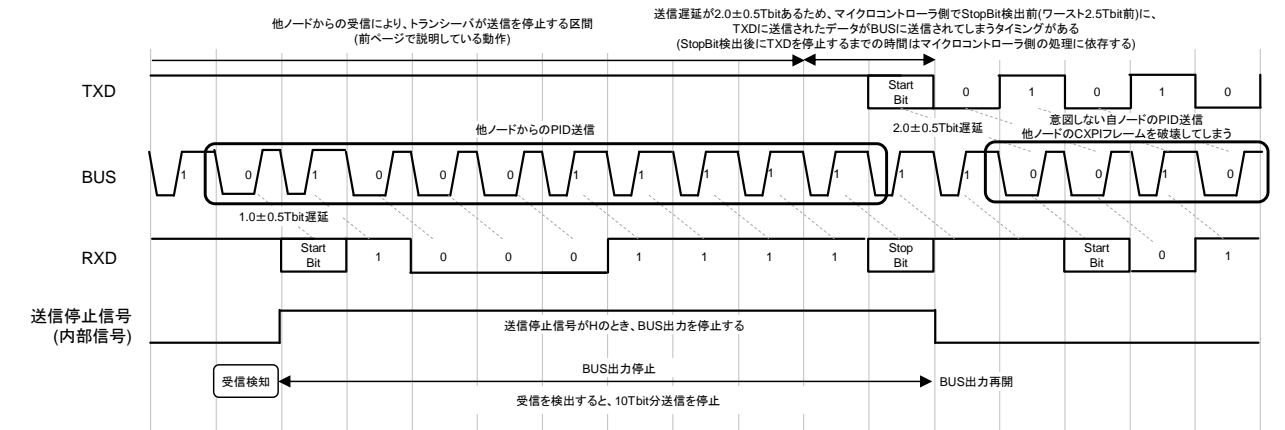 他ノードからの受信により、トランシーバが送信を停止する区間
(前ページで説明している動作)
送信遅延が2.0±0.5Tbitあるため、マイクロコントローラ側でStopBit検出前(ワースト2.5Tbit前)に、
TXDに送信されたデータがBUSに送信されてしまうタイミングがある
(StopBit検出後にTXDを停止するまでの時間はマイクロコントローラ側の処理に依存する)
TXD
Start
Bit
0
1
0
1
0
他ノードからのPID送信
2.0±0.5Tbit遅延
意図しない自ノードのPID送信
他ノードのCXPIフレームを破壊してしまう
BUS
1
0
1
0
0
0
1
1
1
1
1
1
0
0
1
0
1.0±0.5Tbit遅延
RXD
Start
Bit
1
0
0
0
1
1
1
1
Stop
Bit
Start
Bit
0
1
送信停止信号
(内部信号)
送信停止信号がHのとき、BUS出力を停止する
受信検知
BUS出力停止
BUS出力再開
受信を検出すると、10Tbit分送信を停止